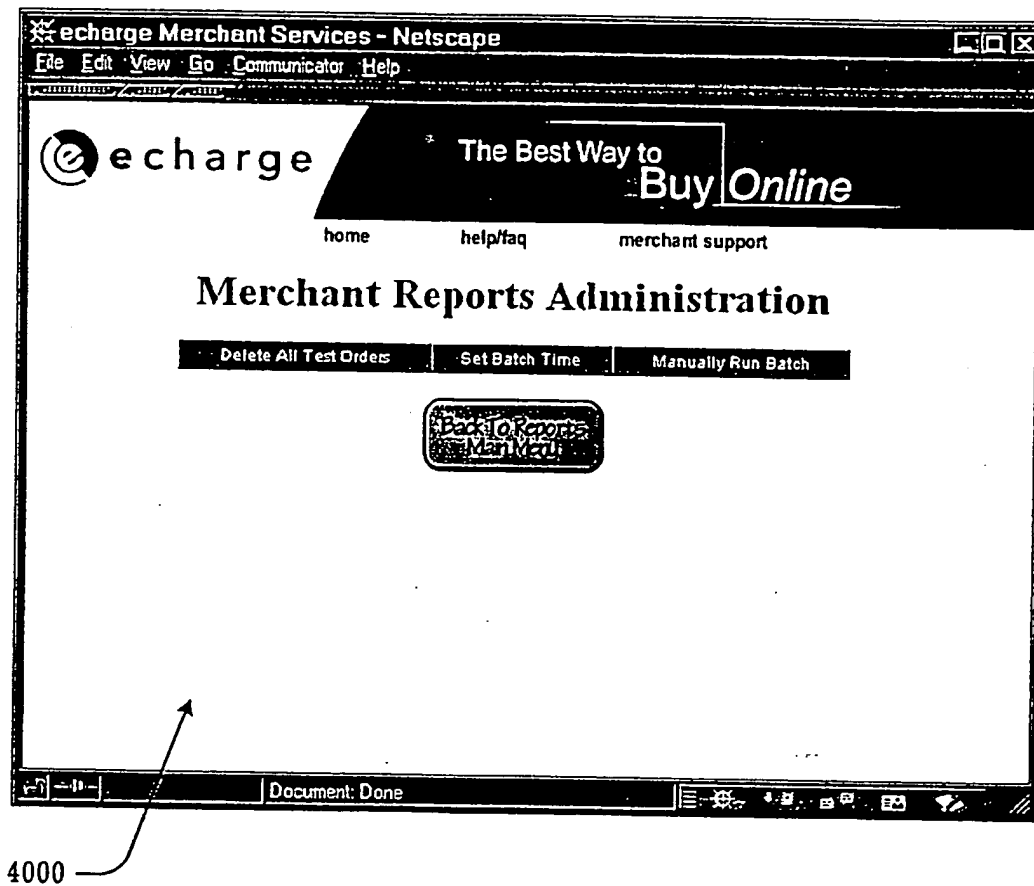 echarge Merchant Services - Netscape
File Edit View Go Communicator Help
e echarge
The Best Way to
Buy Online
home help/faq merchant support
Merchant Reports Administration
Delete All Test Orders Set Batch Time Manually Run Batch
Back To Reports
Main Menu
Document: Done
4000